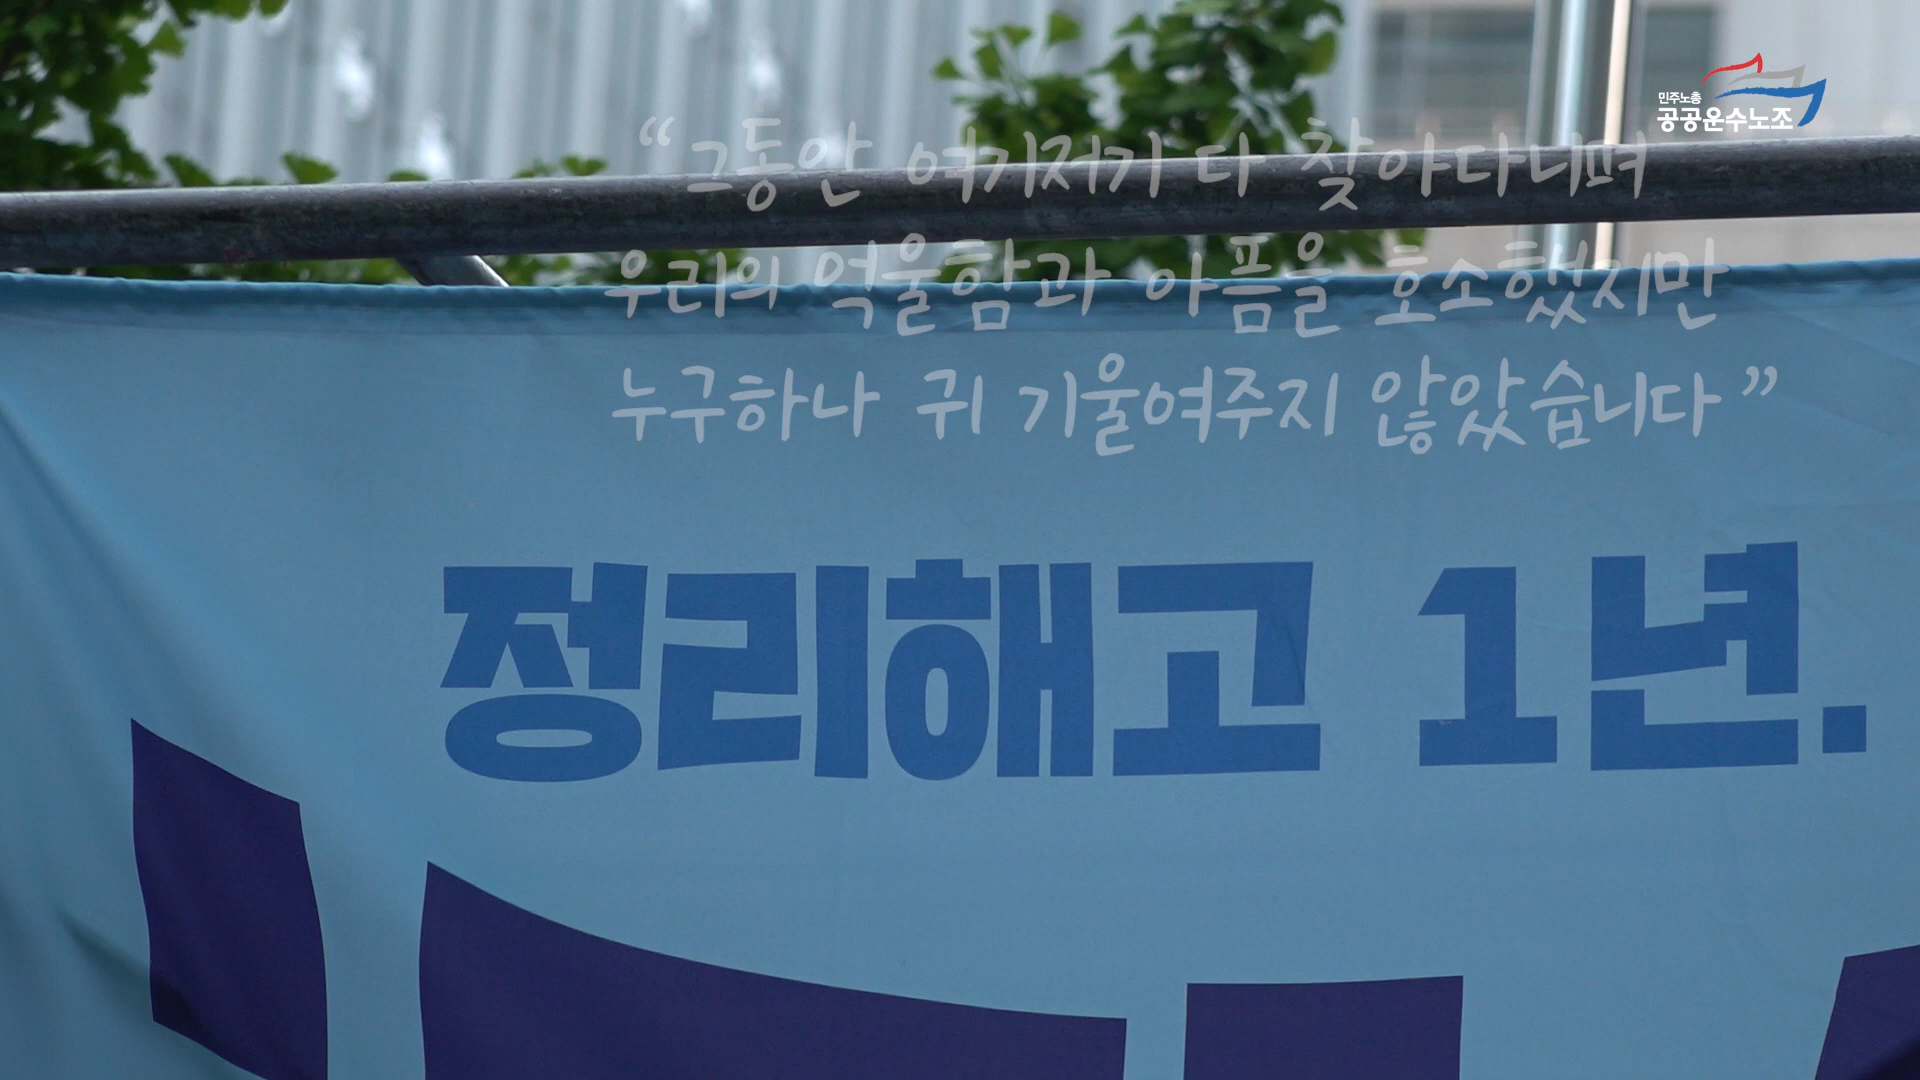 민주노총
공공운수노조
“그동안 여기저기 다 찾아다니며
우리의 억울함과 아픔을 호소했지만
누구하나 귀 기울여주지 않았습니다”
정리해고 1년.